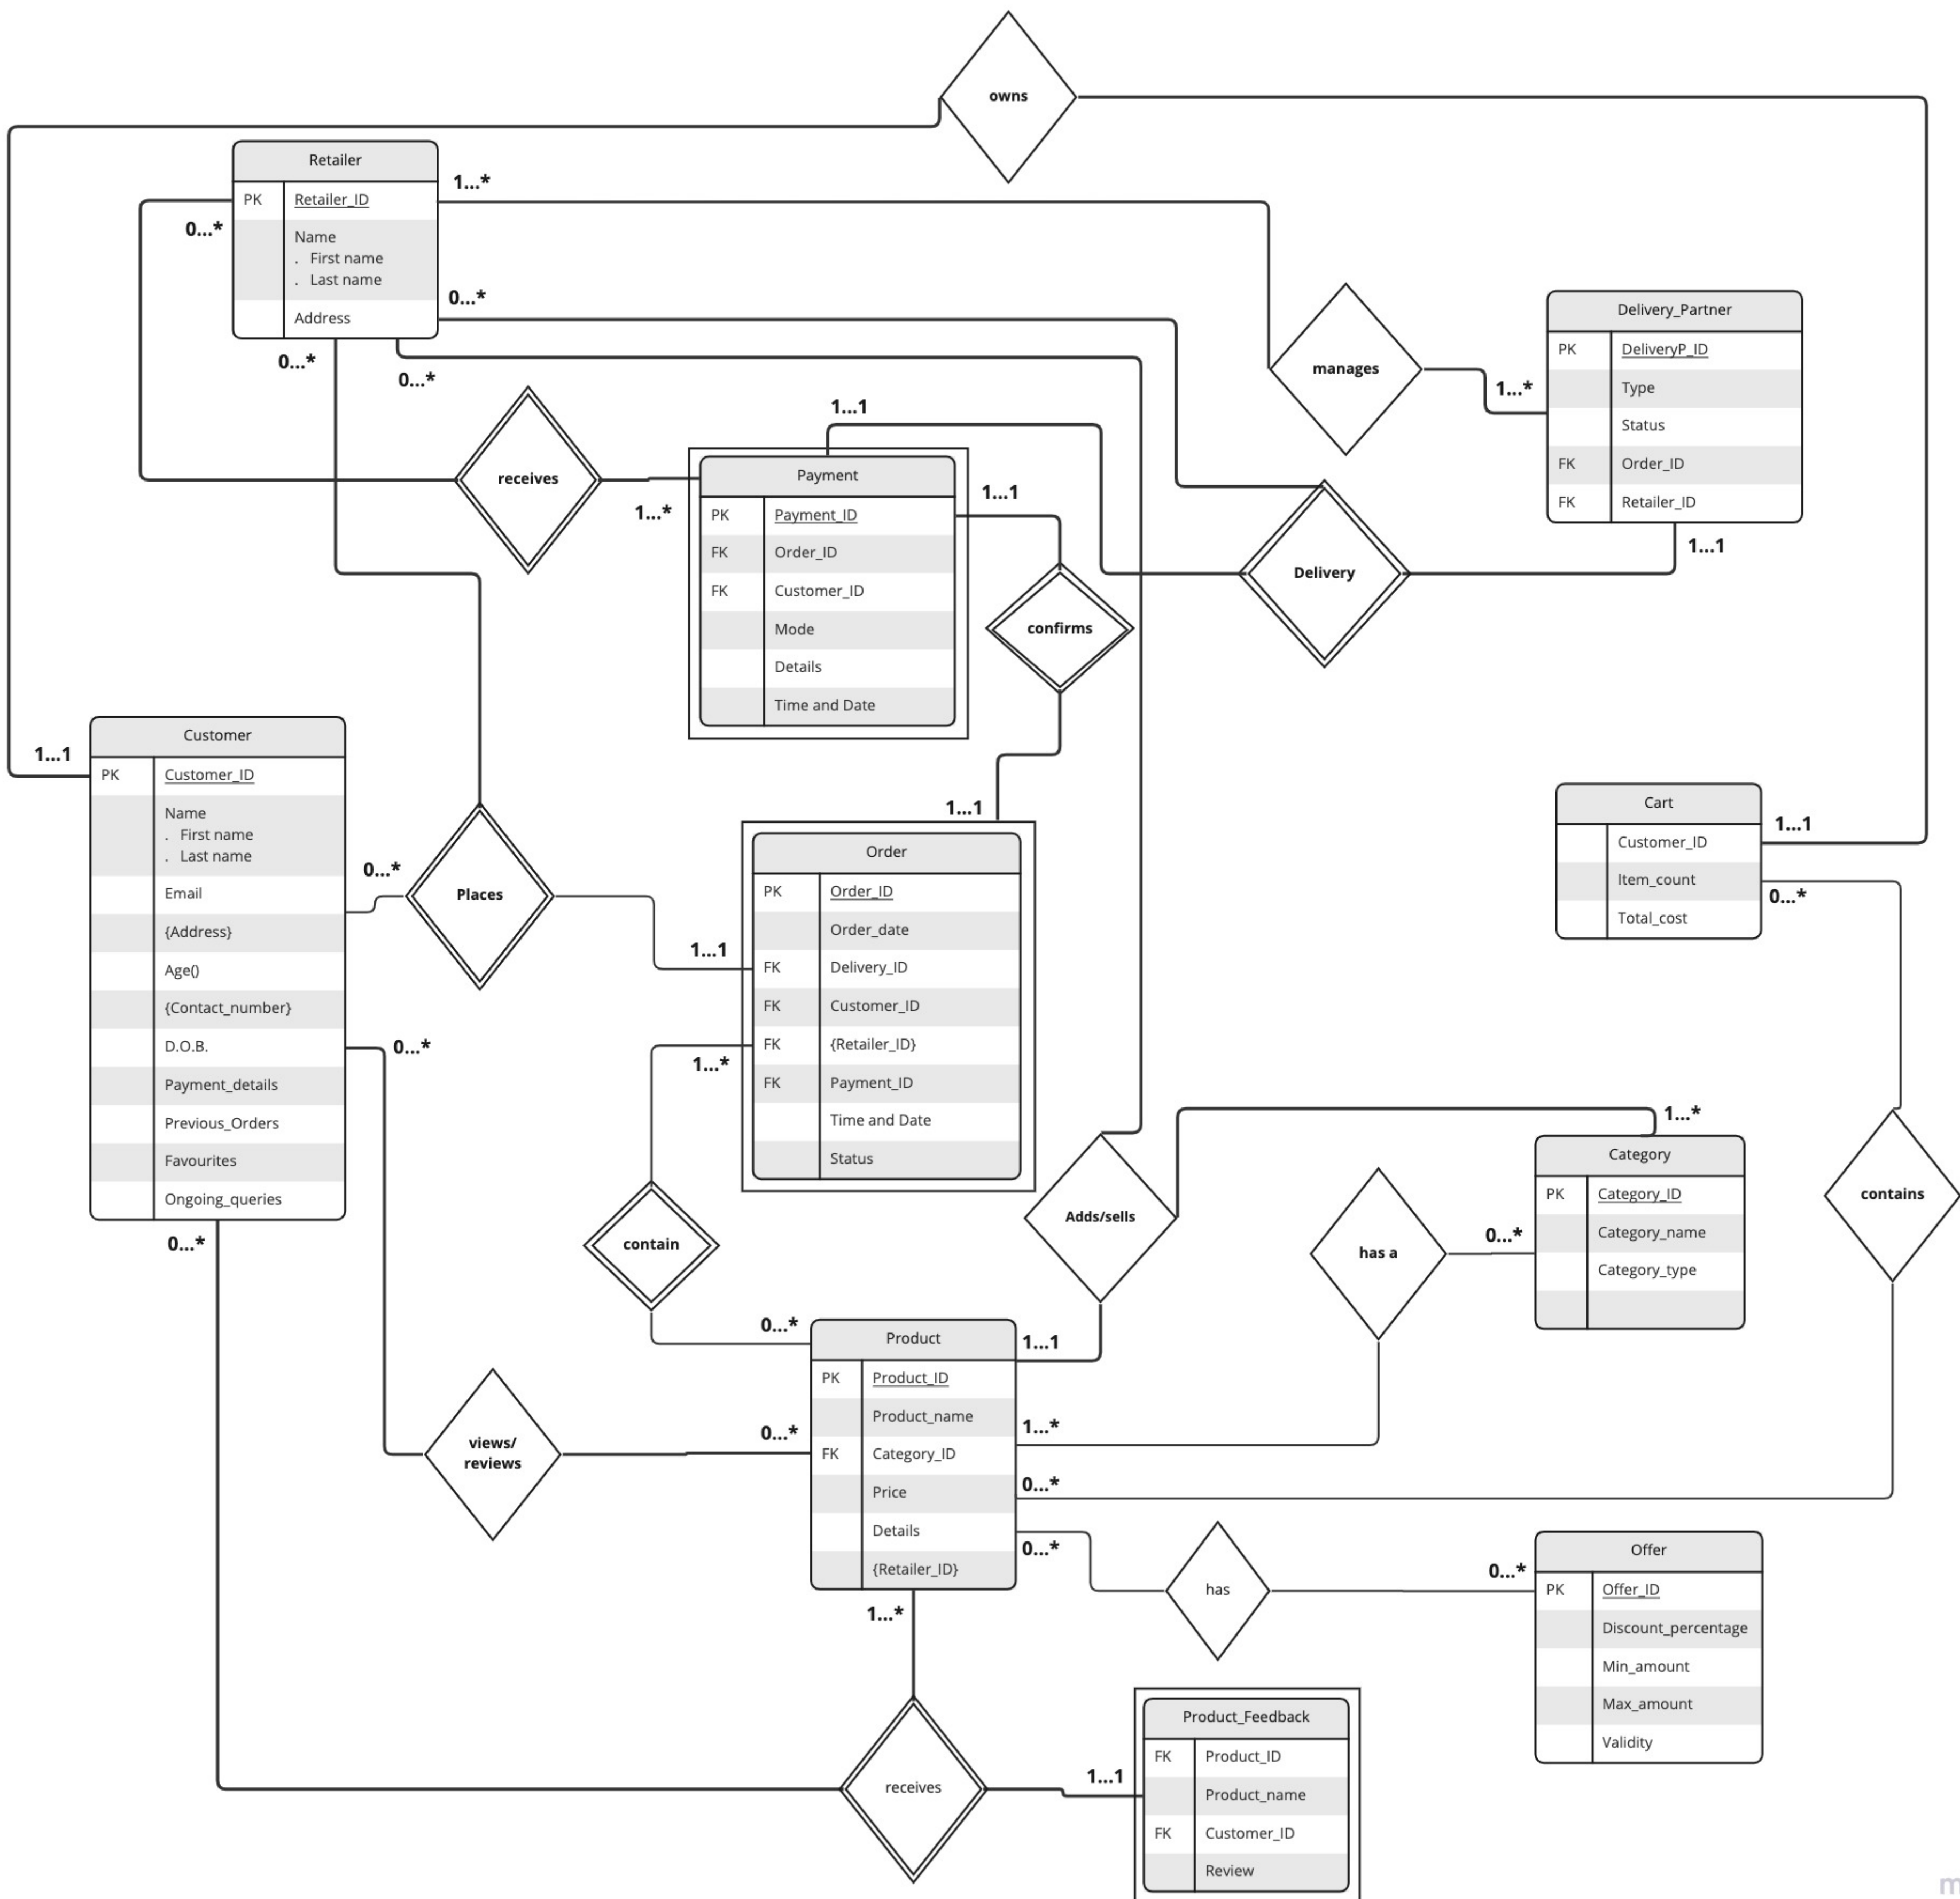 owns
Retailer
PK Retailer_ID
Name
. First name
. Last name
Address
1...*
0...*
0...*
0...*
0...*
manages
1...*
Delivery_Partner
PK DeliveryP_ID
Type
Status
FK Order_ID
FK Retailer_ID
1...1
receives
1...*
1...1
Payment
PK Payment_ID
FK Order_ID
FK Customer_ID
Mode
Details
Time and Date
1...1
confirms
Delivery
1...1
1...1
Customer
PK Customer_ID
Name
. First name
. Last name
Email
{Address}
Age()
{Contact_number}
D.O.B.
Payment_details
Previous_Orders
Favourites
Ongoing_queries
0...*
0...*
0...*
Places
1...1
Order
PK Order_ID
Order_date
FK Delivery_ID
FK Customer_ID
FK {Retailer_ID}
FK Payment_ID
Time and Date
Status
1...*
Cart
Customer_ID
Item_count
Total_cost
1...1
0...*
contain
Adds/sells
has a
0...*
1...*
Category
PK Category_ID
Category_name
Category_type
contains
0...*
1...1
Product
PK Product_ID
Product_name
FK Category_ID
Price
Details
{Retailer_ID}
views/
reviews
0...*
1...*
0...*
0...*
1...*
has
0...*
Offer
PK Offer_ID
Discount_percentage
Min_amount
Max_amount
Validity
receives
1...1
Product_Feedback
FK Product_ID
Product_name
FK Customer_ID
Review